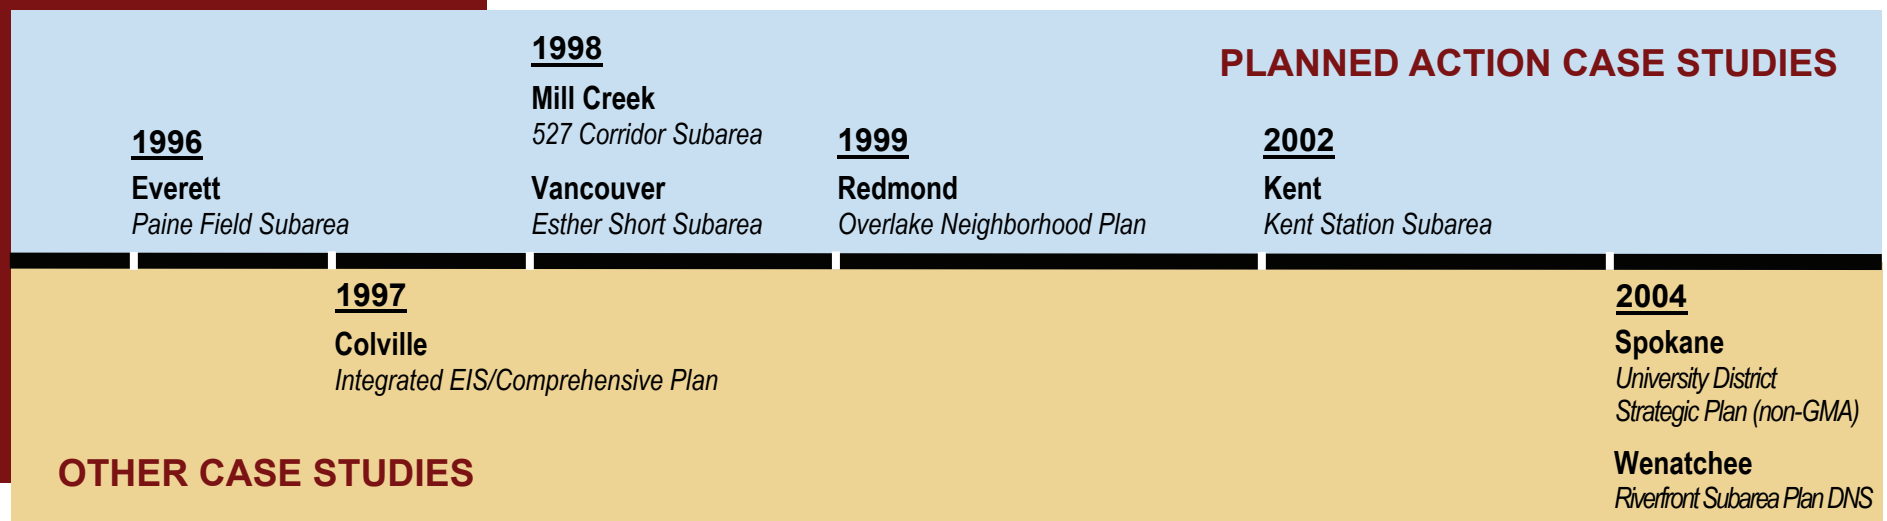 PLANNED ACTION CASE STUDIES
1996
Everett
Paine Field Subarea
1998
Mill Creek
527 Corridor Subarea
Vancouver
Esther Short Subarea
1999
Redmond
Overlake Neighborhood Plan
2002
Kent
Kent Station Subarea
1997
Colville
Integrated EIS/Comprehensive Plan
2004
Spokane
University District
Strategic Plan (non-GMA)
Wenatchee
Riverfront Subarea Plan DNS
OTHER CASE STUDIES